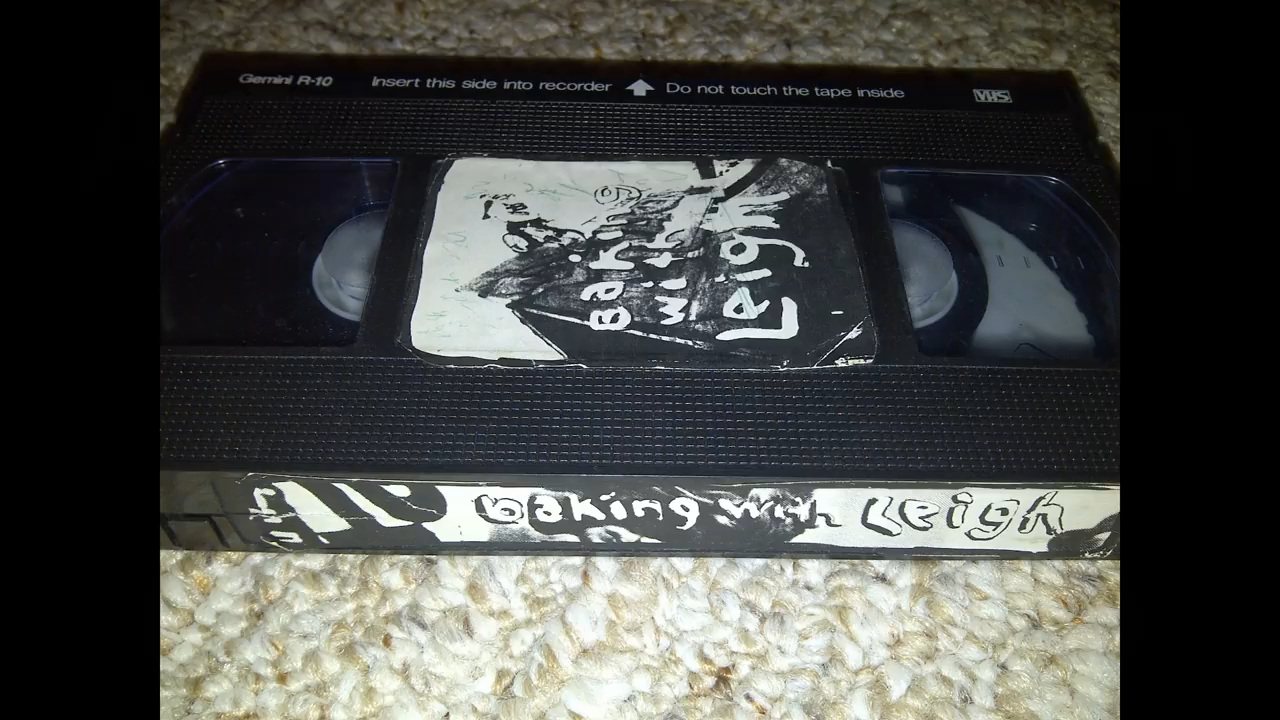 Gemini R-10 Insert this side into recorder Do not touch the tape inside VHS
Baking
with
Leigh
baking with Leigh